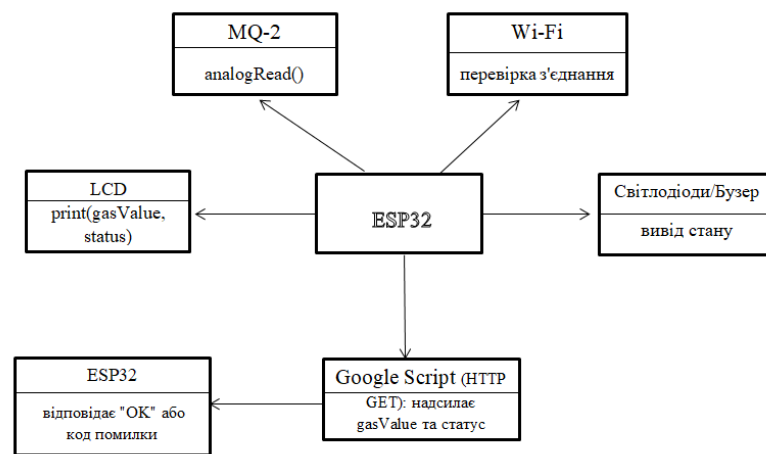 MQ-2
analogRead()
Wi-Fi
перевірка з'єднання
LCD
print(gasValue,
status)
ESP32
Світлодіоди/Бузер
вивід стану
ESP32
відповідає "OK" або
код помилки
Google Script (HTTP
GET): надсилає
gasValue та статус